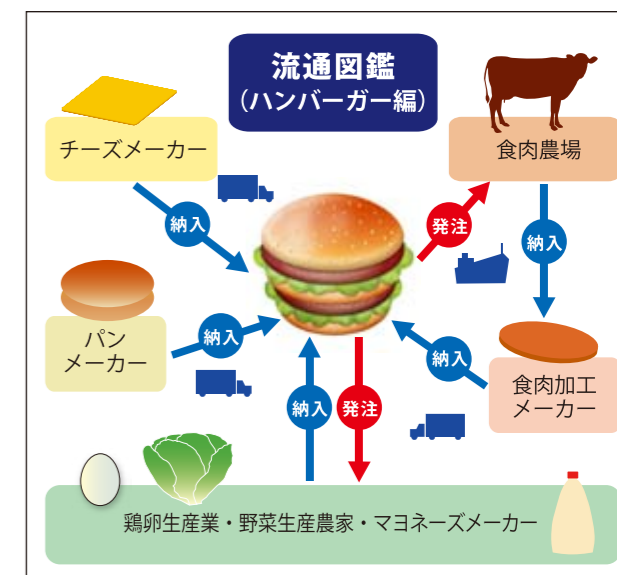 流通図鑑
（ハンバーガー編）
チーズメーカー
食肉農場
納入
発注
納入
パン
メーカー
納入
納入
食肉加工
メーカー
納入
発注
鶏卵生産業・野菜生産農家・マヨネーズメーカー